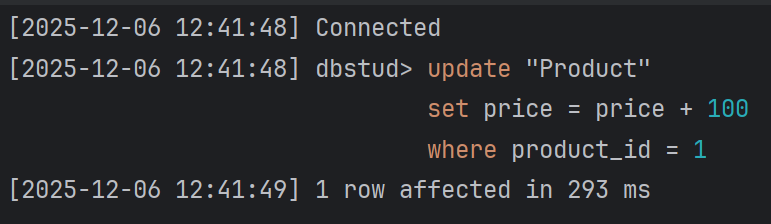 [2025-12-06 12:41:48] Connected
[2025-12-06 12:41:48] dbstud> update "Product"
set price = price + 100
where product_id = 1
[2025-12-06 12:41:49] 1 row affected in 293 ms